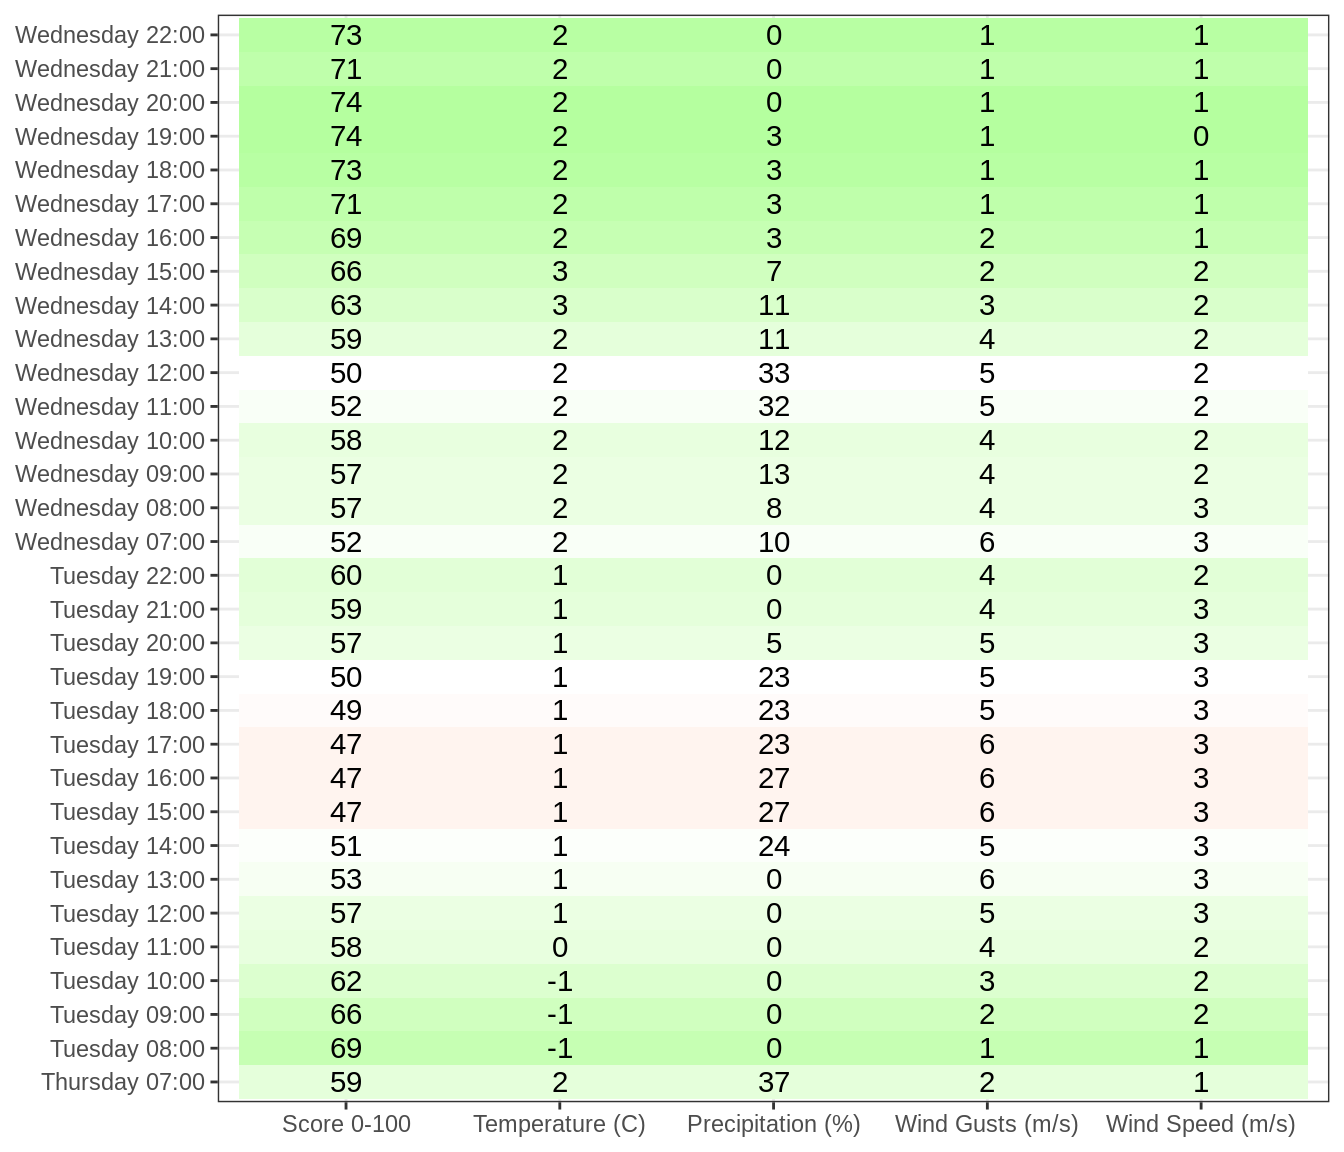 Wednesday 22:00 73 2 0 1 1
Wednesday 21:00 71 2 0 1 1
Wednesday 20:00 74 2 0 1 1
Wednesday 19:00 74 2 3 1 0
Wednesday 18:00 73 2 3 1 1
Wednesday 17:00 71 2 3 1 1
Wednesday 16:00 69 2 3 2 1
Wednesday 15:00 66 3 7 2 2
Wednesday 14:00 63 3 11 3 2
Wednesday 13:00 59 2 11 4 2
Wednesday 12:00 50 2 33 5 2
Wednesday 11:00 52 2 32 5 2
Wednesday 10:00 58 2 12 4 2
Wednesday 09:00 57 2 13 4 2
Wednesday 08:00 57 2 8 4 3
Wednesday 07:00 52 2 10 6 3
Tuesday 22:00 60 1 0 4 2
Tuesday 21:00 59 1 0 4 3
Tuesday 20:00 57 1 5 5 3
Tuesday 19:00 50 1 23 5 3
Tuesday 18:00 49 1 23 5 3
Tuesday 17:00 47 1 23 6 3
Tuesday 16:00 47 1 27 6 3
Tuesday 15:00 47 1 27 6 3
Tuesday 14:00 51 1 24 5 3
Tuesday 13:00 53 1 0 6 3
Tuesday 12:00 57 1 0 5 3
Tuesday 11:00 58 0 0 4 2
Tuesday 10:00 62 -1 0 3 2
Tuesday 09:00 66 -1 0 2 2
Tuesday 08:00 69 -1 0 1 1
Thursday 07:00 59 2 37 2 1
Score 0-100 Temperature (C) Precipitation (%) Wind Gusts (m/s) Wind Speed (m/s)